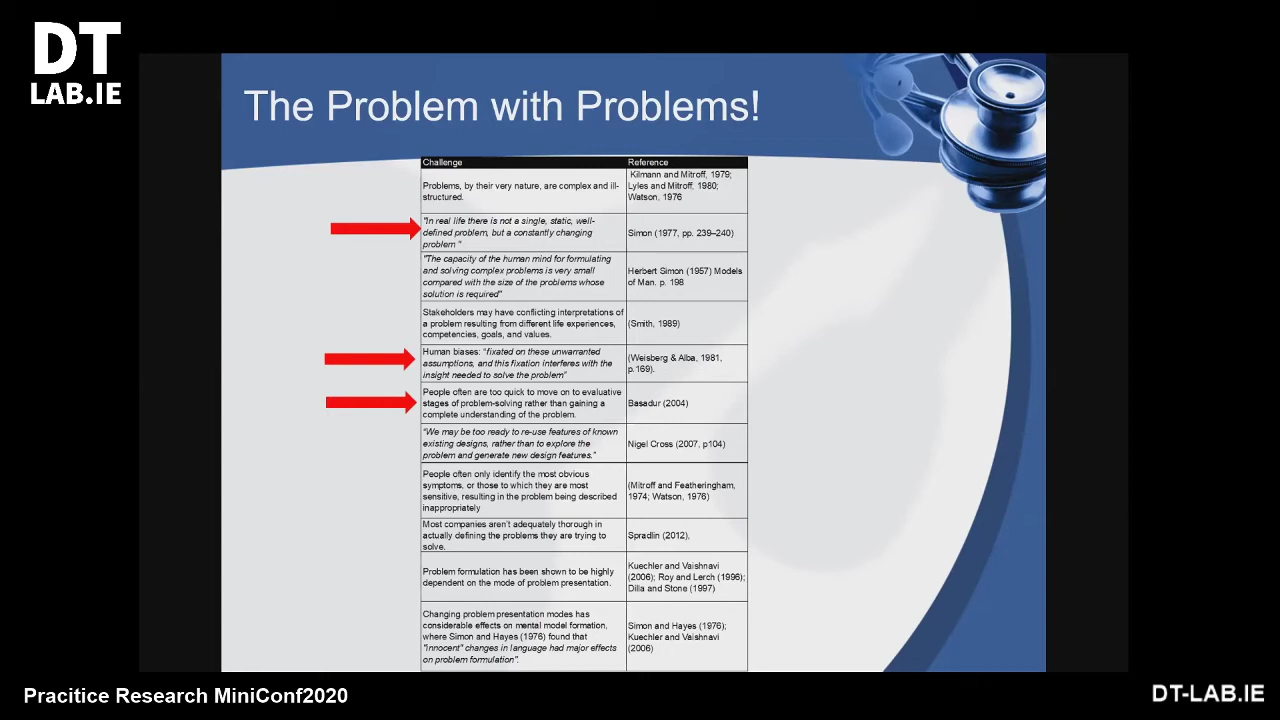 DT
LAB.IE
The Problem with Problems!
Challenge Reference
Problems, by their very nature, are complex and ill-
structured.
Kilmann and Mitroff, 1979;
Lyles and Mitroff, 1980;
Watson, 1976
"In real life there is not a single, static, well-
defined problem, but a constantly changing
problem "
Simon (1977, pp. 239–240)
"The capacity of the human mind for formulating
and solving complex problems is very small
compared with the size of the problems whose
solution is required"
Herbert Simon (1957) Models
of Man. p. 198
Stakeholders may have conflicting interpretations of
a problem resulting from different life experiences,
competencies, goals, and values.
(Smith, 1989)
Human biases: "fixated on these unwarranted
assumptions, and this fixation interferes with the
insight needed to solve the problem"
(Weisberg & Alba, 1981,
p.169).
People often are too quick to move on to evaluative
stages of problem-solving rather than gaining a
complete understanding of the problem.
Basadur (2004)
"We may be too ready to re-use features of known
existing designs, rather than to explore the
problem and generate new design features."
Nigel Cross (2007, p104)
People often only identify the most obvious
symptoms, or those to which they are most
sensitive, resulting in the problem being described
inappropriately
(Mitroff and Featheringham,
1974; Watson, 1976)
Most companies aren't adequately thorough in
actually defining the problems they are trying to
solve.
Spradlin (2012),
Problem formulation has been shown to be highly
dependent on the mode of problem presentation.
Kuechler and Vaishnavi
(2006); Roy and Lerch (1996);
Dilla and Stone (1997)
Changing problem presentation modes has
considerable effects on mental model formation,
where Simon and Hayes (1976) found that
"innocent" changes in language had major effects
on problem formulation".
Simon and Hayes (1976);
Kuechler and Vaishnavi
(2006)
Pracitice Research MiniConf2020
DT-LAB.IE